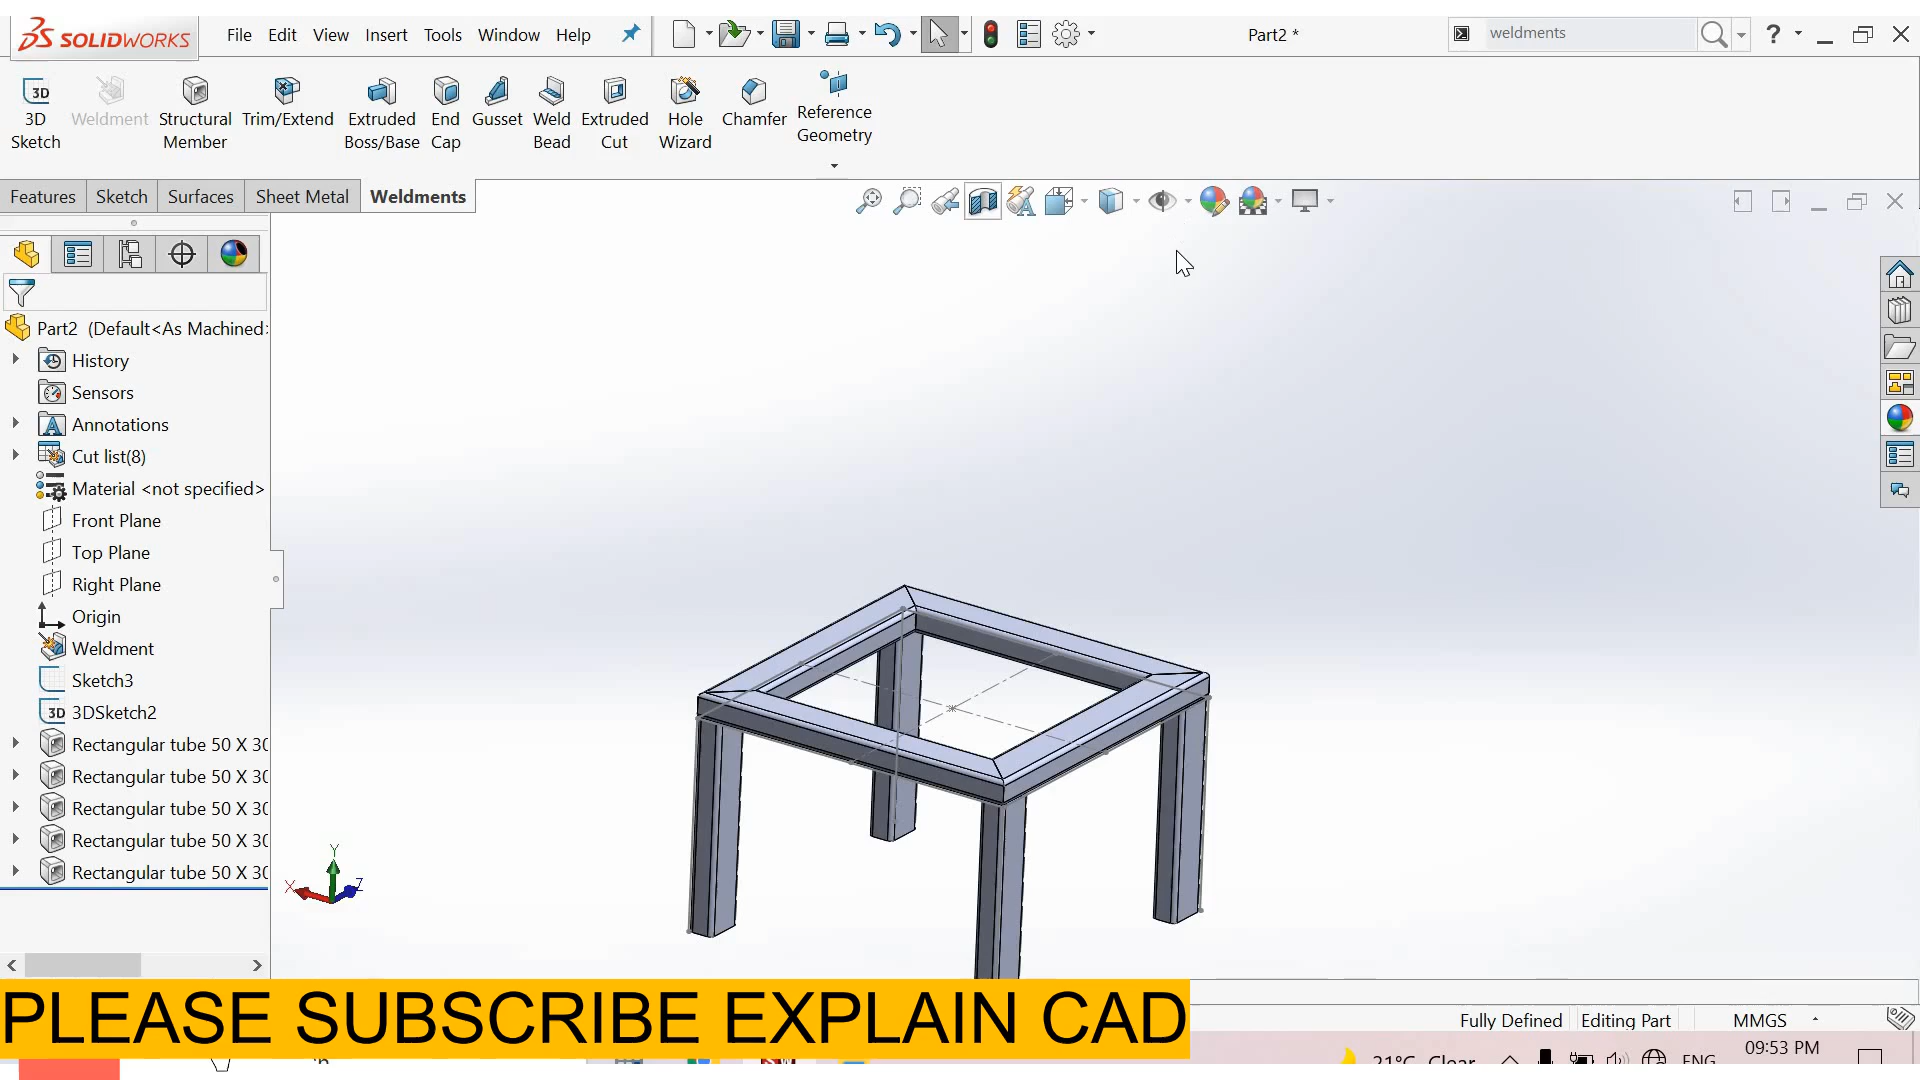 SOLIDWORKS
File Edit View Insert Tools Window Help
Part2 *
weldments
?
3D Sketch
Weldment
Structural Member
Trim/Extend
Extruded Boss/Base
End Cap
Gusset
Weld Bead
Extruded Cut
Hole Wizard
Chamfer
Reference Geometry
Features Sketch Surfaces Sheet Metal Weldments
Part2 (Default<As Machined>
History
Sensors
Annotations
Cut list(8)
Material <not specified>
Front Plane
Top Plane
Right Plane
Origin
Weldment
Sketch3
3D 3DSketch2
Rectangular tube 50 X 30
Rectangular tube 50 X 30
Rectangular tube 50 X 30
Rectangular tube 50 X 30
Rectangular tube 50 X 30
Y
X
Z
PLEASE SUBSCRIBE EXPLAIN CAD
Fully Defined Editing Part MMGS
21°C Clear ENG 09:53 PM